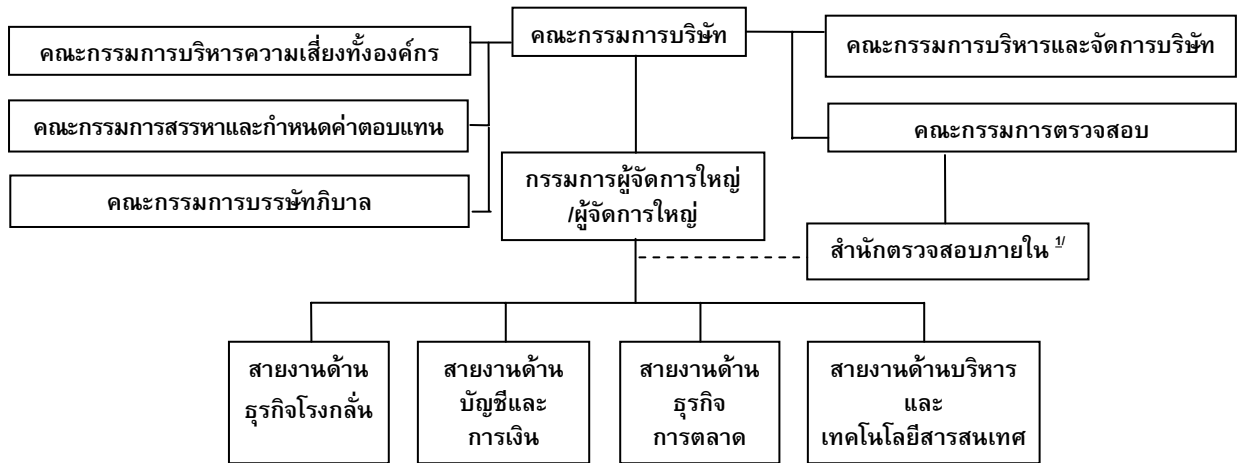 คณะกรรมการบริษัท
คณะกรรมการบริหารความเสี่ยงทั้งองค์กร
คณะกรรมการบริหารและจัดการบริษัท
คณะกรรมการสรรหาและกำหนดค่าตอบแทน
คณะกรรมการตรวจสอบ
คณะกรรมการบรรษัทภิบาล
กรรมการผู้จัดการใหญ่
/ผู้จัดการใหญ่
สำนักตรวจสอบภายใน 1/
สายงานด้าน
ธุรกิจโรงกลั่น
สายงานด้าน
บัญชีและ
การเงิน
สายงานด้าน
ธุรกิจ
การตลาด
สายงานด้านบริหาร
และ
เทคโนโลยีสารสนเทศ